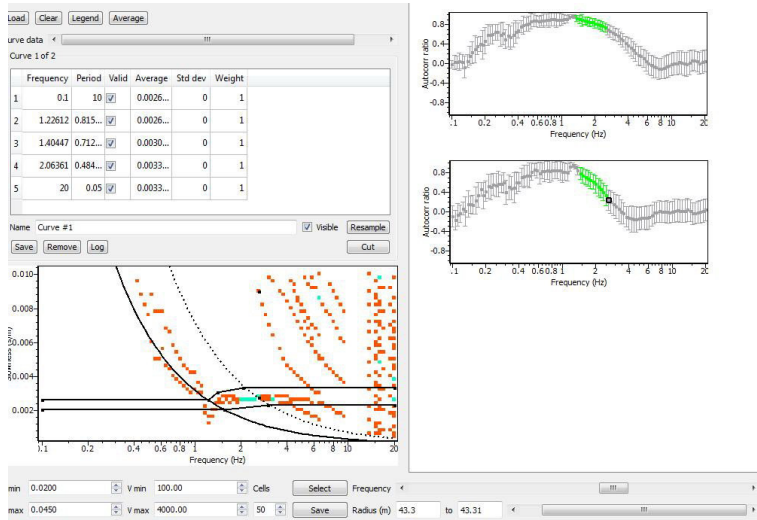 Load Clear Legend Average
urve data
Curve 1 of 2
Frequency Period Valid Average Std dev Weight
1 0.1 10 0.0026... 0 1
2 1.22612 0.815... 0.0026... 0 1
3 1.40447 0.712... 0.0030... 0 1
4 2.06361 0.484... 0.0033... 0 1
5 20 0.05 0.0033... 0 1
Name Curve #1 Visible Resample
Save Remove Log Cut
0.010
0.008
0.006
0.004
0.002
0.1 0.2 0.4 0.6 0.8 1 2 4 6 8 10 20
Frequency (Hz)
Autocorr ratio
0.8
0.4
0.0
-0.4
-0.8
.1 0.2 0.4 0.6 0.8 1 2 4 6 8 10 20
Frequency (Hz)
Autocorr ratio
0.8
0.4
0.0
-0.4
-0.8
.1 0.2 0.4 0.6 0.8 1 2 4 6 8 10 20
Frequency (Hz)
min 0.0200 V min 100.00 Cells Select Frequency
max 0.0450 V max 4000.00 50 Save Radius (m) 43.3 to 43.31